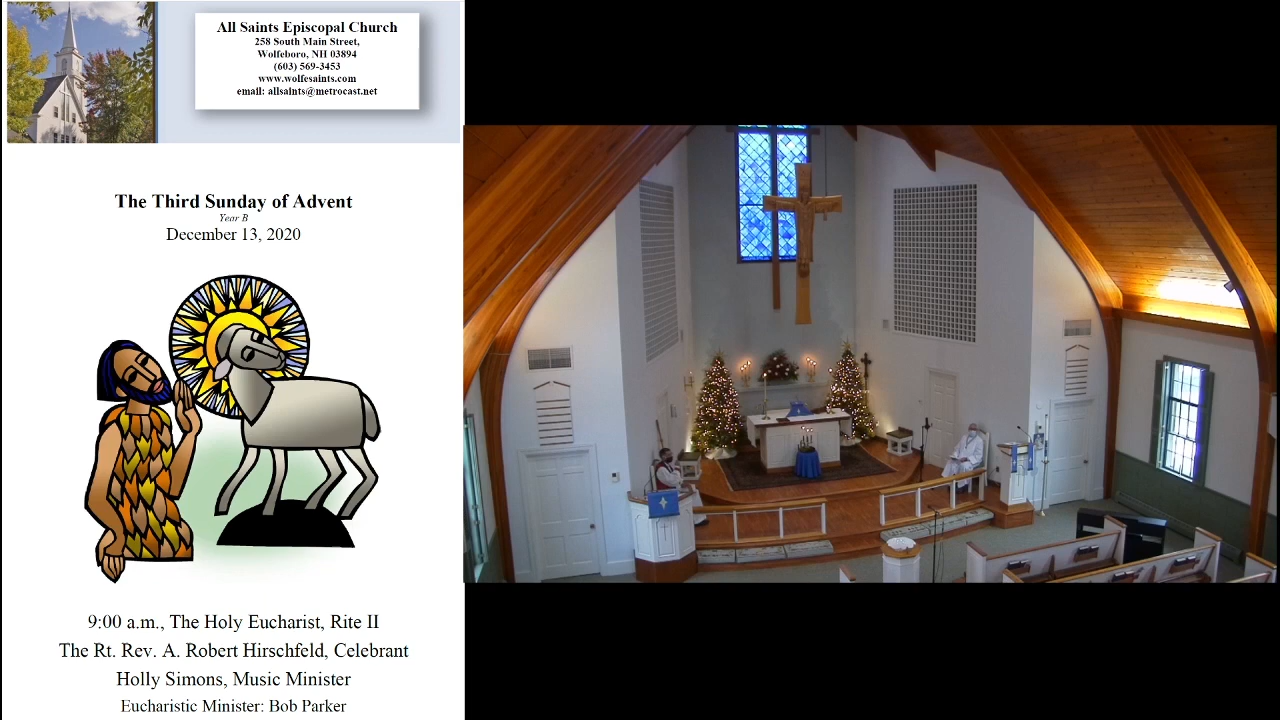 All Saints Episcopal Church
258 South Main Street,
Wolfeboro, NH 03894
(603) 569-3453
www.wolfesaints.com
email: allsaints@metrocast.net
The Third Sunday of Advent
Year B
December 13, 2020
9:00 a.m., The Holy Eucharist, Rite II
The Rt. Rev. A. Robert Hirschfeld, Celebrant
Holly Simons, Music Minister
Eucharistic Minister: Bob Parker